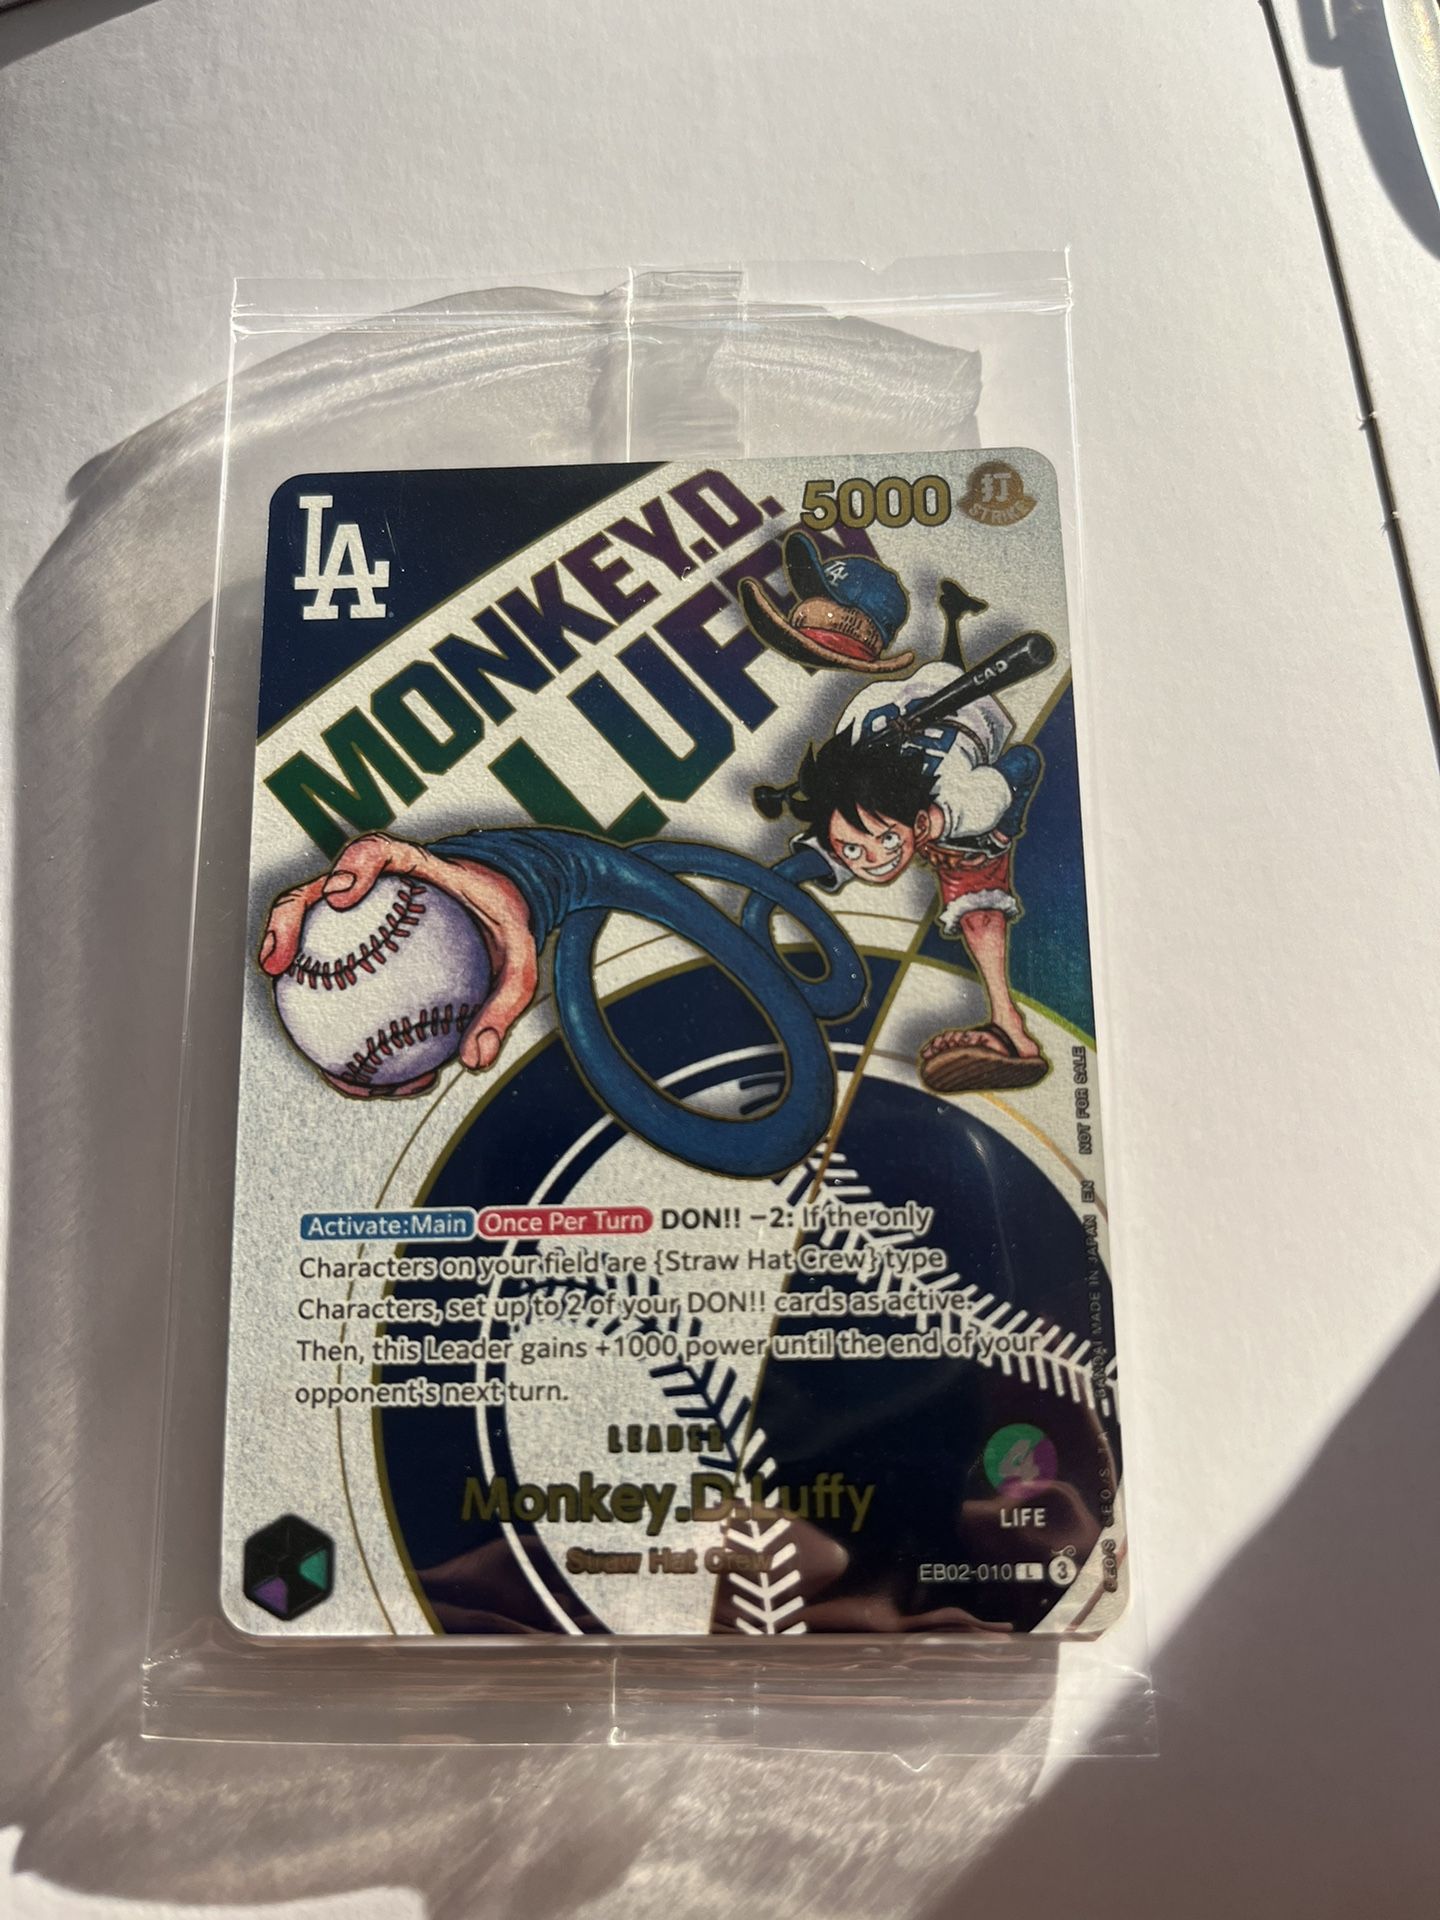 LA
MONKEY.D.
LUFFY
5000
打
STRIKE
LA
LAD
NOT FOR SALE
EN
BANDAI MADE IN JAPAN
Activate:Main Once Per Turn DON!! −2: If the only
Characters on your field are {Straw Hat Crew} type
Characters, set up to 2 of your DON!! cards as active.
Then, this Leader gains +1000 power until the end of your
opponent's next turn.
LEADER
Monkey.D.Luffy
Straw Hat Crew
4
LIFE
EB02-010 L 3